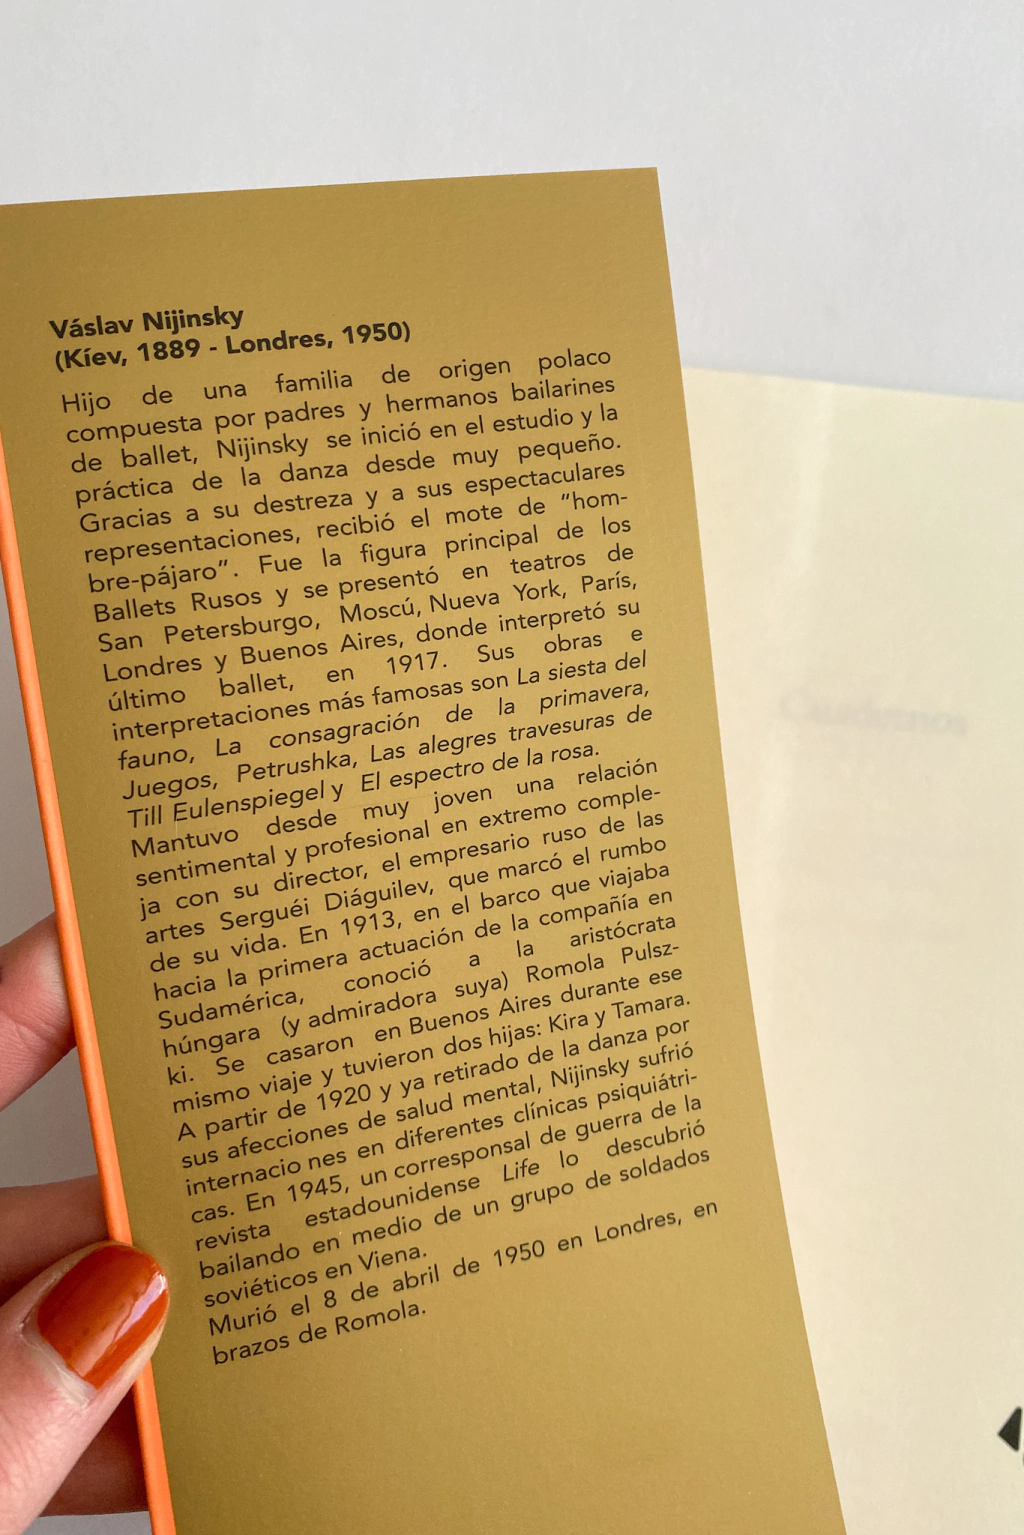 Váslav Nijinsky
(Kíev, 1889 - Londres, 1950)
Hijo de una familia de origen polaco
compuesta por padres y hermanos bailarines
de ballet, Nijinsky se inició en el estudio y la
práctica de la danza desde muy pequeño.
Gracias a su destreza y a sus espectaculares
representaciones, recibió el mote de “hom-
bre-pájaro”. Fue la figura principal de los
Ballets Rusos y se presentó en teatros de
San Petersburgo, Moscú, Nueva York, París,
Londres y Buenos Aires, donde interpretó su
último ballet, en 1917. Sus obras e
interpretaciones más famosas son La siesta del
fauno, La consagración de la primavera,
Juegos, Petrushka, Las alegres travesuras de
Till Eulenspiegel y El espectro de la rosa.
Mantuvo desde muy joven una relación
sentimental y profesional en extremo comple-
ja con su director, el empresario ruso de las
artes Serguéi Diáguilev, que marcó el rumbo
de su vida. En 1913, en el barco que viajaba
hacia la primera actuación de la compañía en
Sudamérica, conoció a la aristócrata
húngara (y admiradora suya) Romola Pulsz-
ki. Se casaron en Buenos Aires durante ese
mismo viaje y tuvieron dos hijas: Kira y Tamara.
A partir de 1920 y ya retirado de la danza por
sus afecciones de salud mental, Nijinsky sufrió
internacio nes en diferentes clínicas psiquiátri-
cas. En 1945, un corresponsal de guerra de la
revista estadounidense Life lo descubrió
bailando en medio de un grupo de soldados
soviéticos en Viena.
Murió el 8 de abril de 1950 en Londres, en
brazos de Romola.
Cuadernos